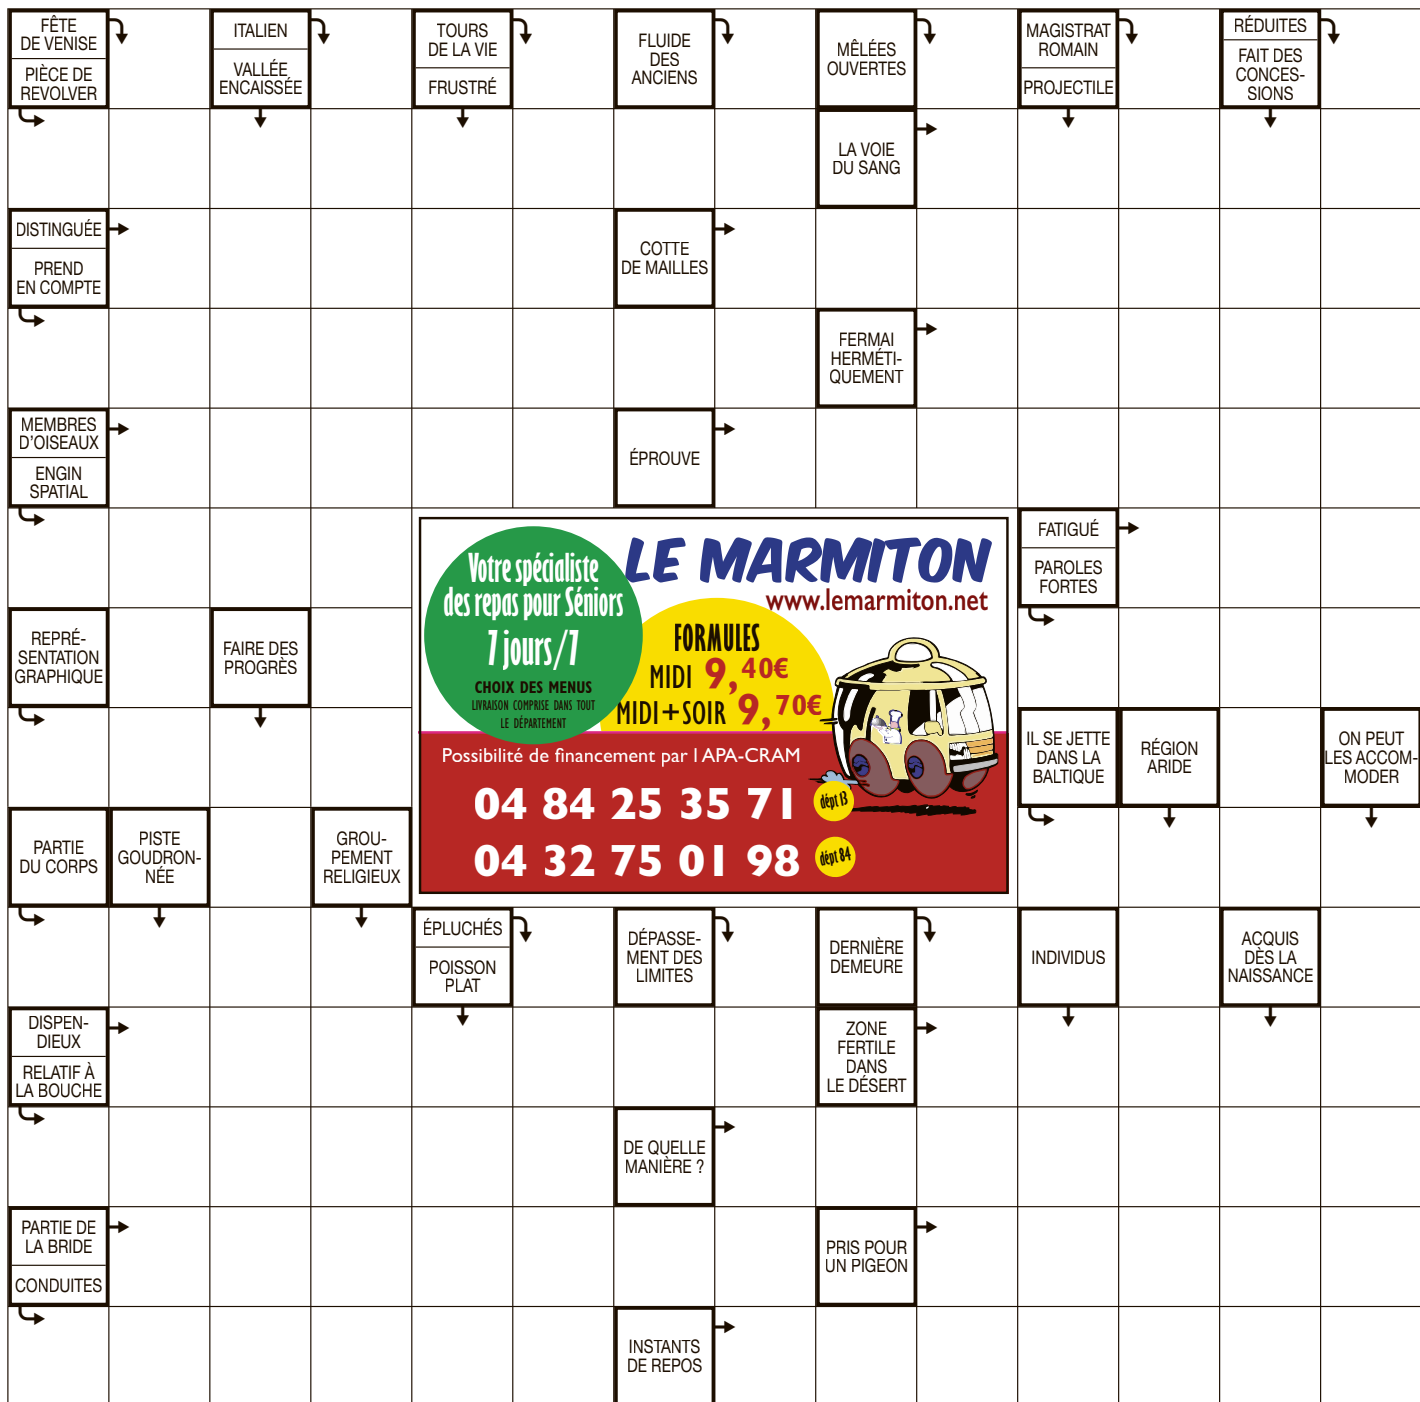 FÊTE
DE VENISE
PIÈCE DE
REVOLVER
ITALIEN
VALLÉE
ENCAISSÉE
TOURS
DE LA VIE
FRUSTRÉ
FLUIDE
DES
ANCIENS
MÊLÉES
OUVERTES
MAGISTRAT
ROMAIN
PROJECTILE
RÉDUITES
FAIT DES
CONCES-
SIONS
LA VOIE
DU SANG
DISTINGUÉE
PREND
EN COMPTE
COTTE
DE MAILLES
FERMAI
HERMÉTI-
QUEMENT
MEMBRES
D'OISEAUX
ENGIN
SPATIAL
ÉPROUVE
FATIGUÉ
PAROLES
FORTES
Votre spécialiste
des repas pour Séniors
7 jours/7
CHOIX DES MENUS
LIVRAISON COMPRISE DANS TOUT
LE DÉPARTEMENT
LE MARMITON
www.lemarmiton.net
FORMULES
MIDI 9,40€
MIDI+SOIR 9,70€
Possibilité de financement par l APA-CRAM
04 84 25 35 71 dépt 13
04 32 75 01 98 dépt 84
REPRÉ-
SENTATION
GRAPHIQUE
FAIRE DES
PROGRÈS
IL SE JETTE
DANS LA
BALTIQUE
RÉGION
ARIDE
ON PEUT
LES ACCOM-
MODER
PARTIE
DU CORPS
PISTE
GOUDRON-
NÉE
GROU-
PEMENT
RELIGIEUX
ÉPLUCHÉS
POISSON
PLAT
DÉPASSE-
MENT DES
LIMITES
DERNIÈRE
DEMEURE
INDIVIDUS
ACQUIS
DÈS LA
NAISSANCE
DISPEN-
DIEUX
RELATIF À
LA BOUCHE
ZONE
FERTILE
DANS
LE DÉSERT
DE QUELLE
MANIÈRE ?
PARTIE DE
LA BRIDE
CONDUITES
PRIS POUR
UN PIGEON
INSTANTS
DE REPOS